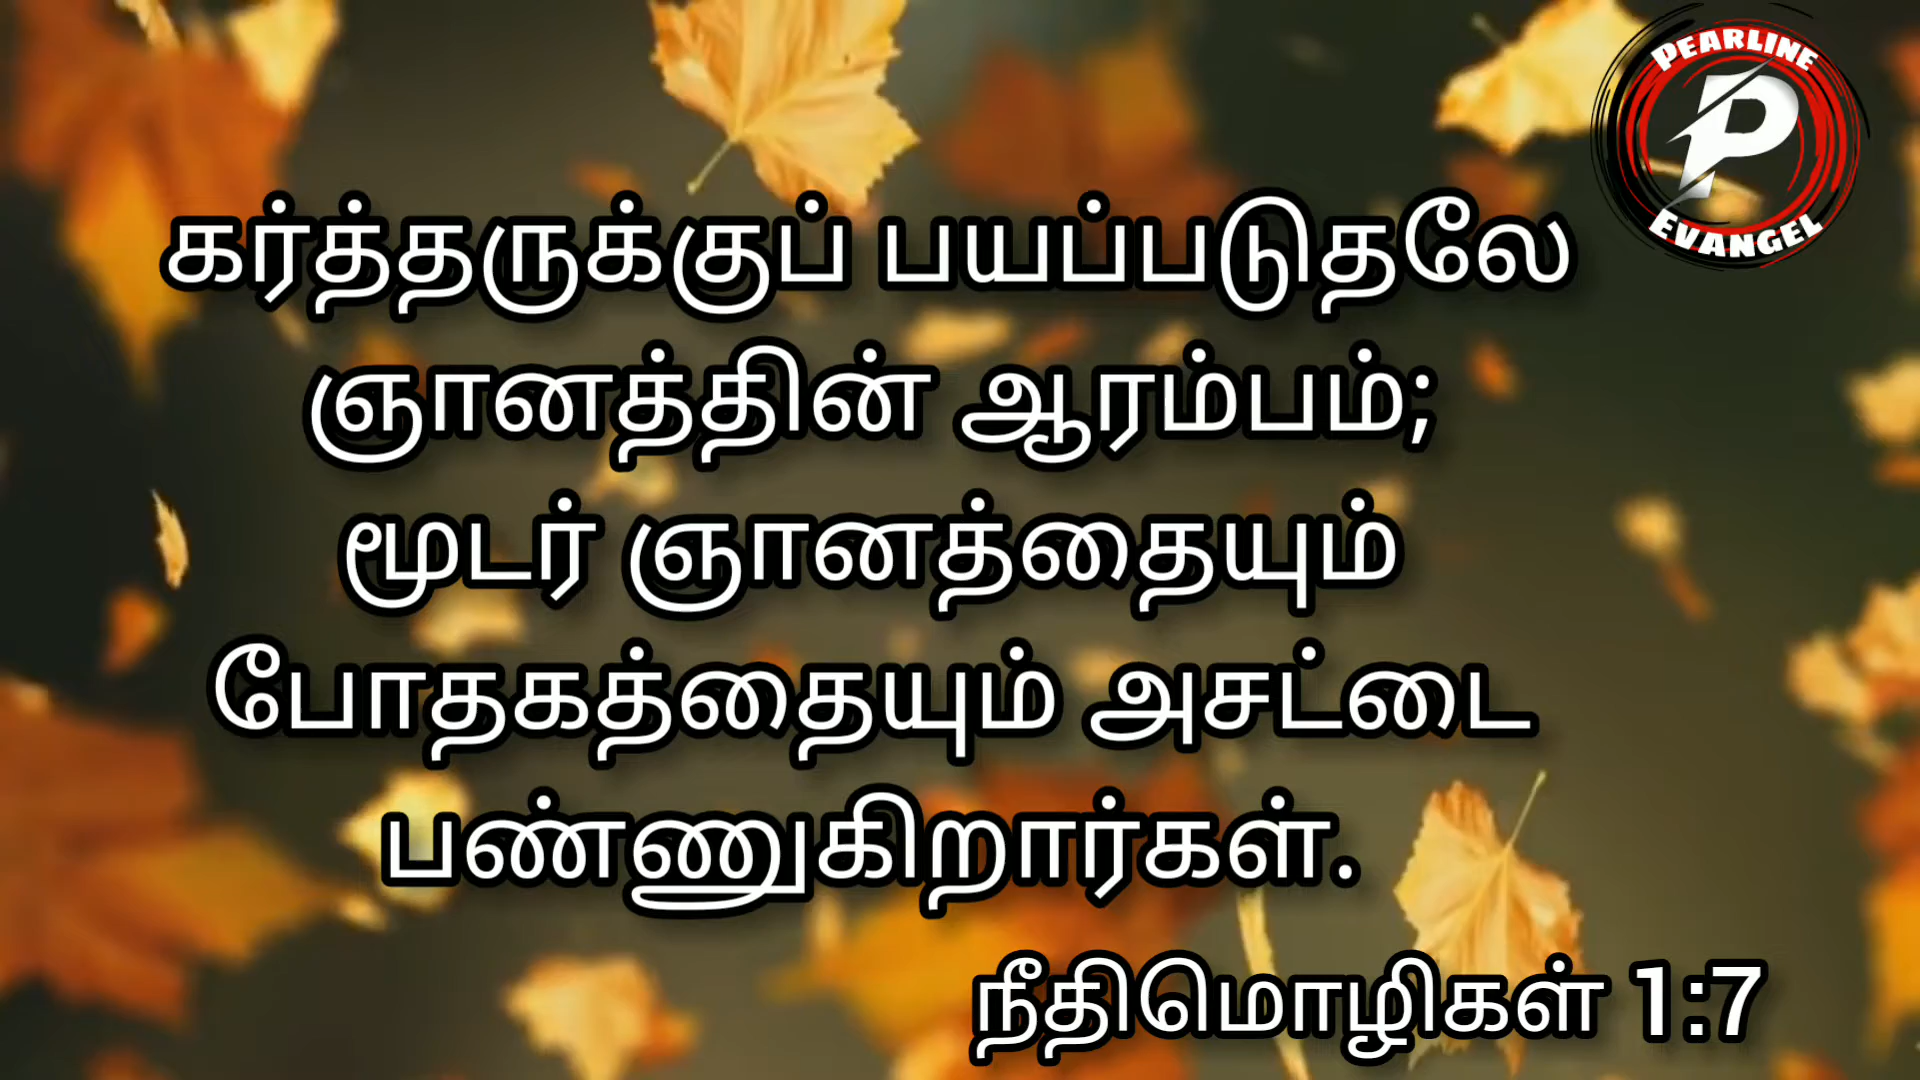 PEARLINE
P
EVANGEL
கர்த்தருக்குப் பயப்படுதலே
ஞானத்தின் ஆரம்பம்;
மூடர் ஞானத்தையும்
போதகத்தையும் அசட்டை
பண்ணுகிறார்கள்.
நீதிமொழிகள் 1:7